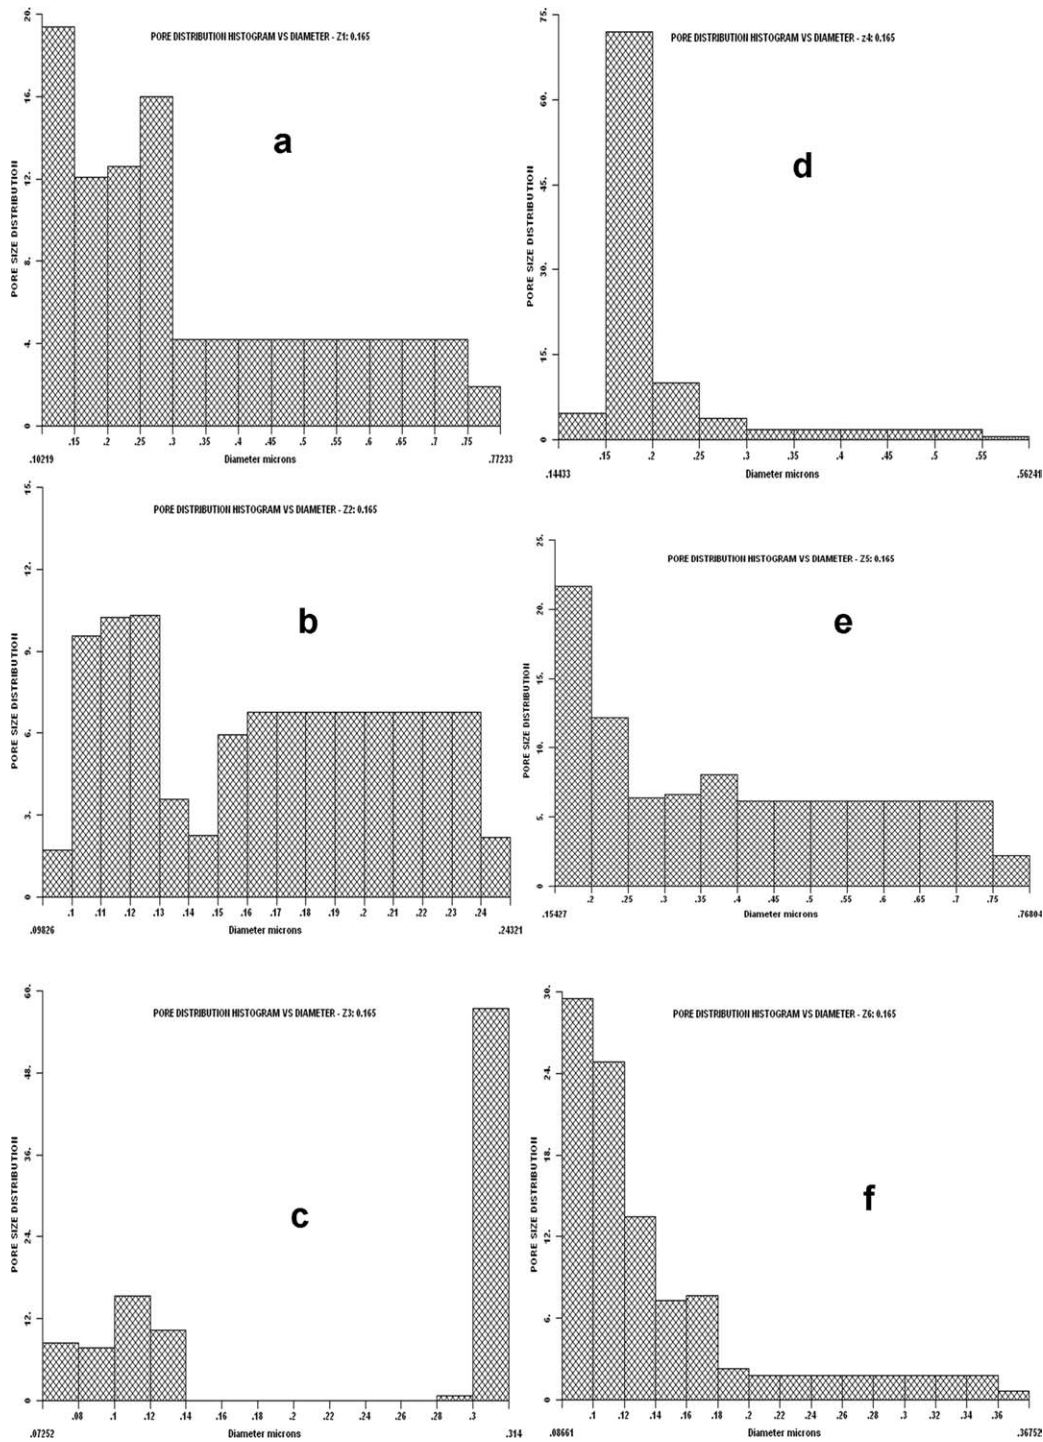 PORE DISTRIBUTION HISTOGRAM VS DIAMETER - Z1: 0.165
a
PORE SIZE DISTRIBUTION
20.
16.
12.
8.
4.
0
.15 .2 .25 .3 .35 .4 .45 .5 .55 .6 .65 .7 .75
.10219 Diameter microns .77233
PORE DISTRIBUTION HISTOGRAM VS DIAMETER - z4: 0.165
d
PORE SIZE DISTRIBUTION
75.
60.
45.
30.
15.
0
.15 .2 .25 .3 .35 .4 .45 .5 .55
.14433 Diameter microns .56241
PORE DISTRIBUTION HISTOGRAM VS DIAMETER - Z2: 0.165
b
PORE SIZE DISTRIBUTION
15.
12.
9.
6.
3.
0
.1 .11 .12 .13 .14 .15 .16 .17 .18 .19 .2 .21 .22 .23 .24
.09826 Diameter microns .24321
PORE DISTRIBUTION HISTOGRAM VS DIAMETER - Z5: 0.165
e
PORE SIZE DISTRIBUTION
25.
20.
15.
10.
5.
0
.2 .25 .3 .35 .4 .45 .5 .55 .6 .65 .7 .75
.15427 Diameter microns .76804
PORE DISTRIBUTION HISTOGRAM VS DIAMETER - Z3: 0.165
c
PORE SIZE DISTRIBUTION
60.
48.
36.
24.
12.
0
.08 .1 .12 .14 .16 .18 .2 .22 .24 .26 .28 .3
.07252 Diameter microns .314
PORE DISTRIBUTION HISTOGRAM VS DIAMETER - Z6: 0.165
f
PORE SIZE DISTRIBUTION
30.
24.
18.
12.
6.
0
.1 .12 .14 .16 .18 .2 .22 .24 .26 .28 .3 .32 .34 .36
.08661 Diameter microns .36752